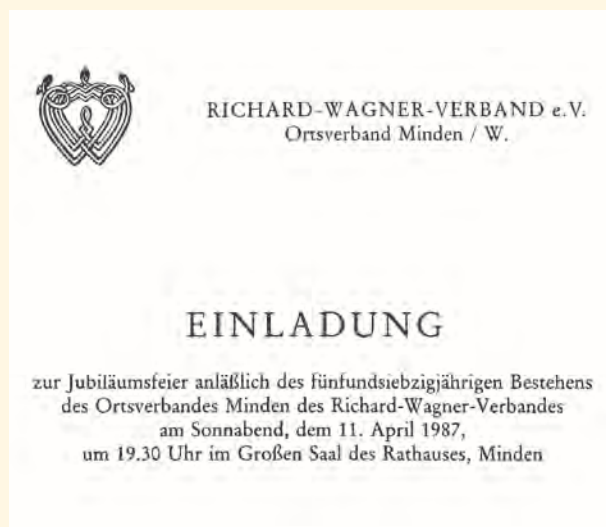 RICHARD-WAGNER-VERBAND e.V.
Ortsverband Minden / W.
EINLADUNG
zur Jubiläumsfeier anläßlich des fünfundsiebzigjährigen Bestehens
des Ortsverbandes Minden des Richard-Wagner-Verbandes
am Sonnabend, dem 11. April 1987,
um 19.30 Uhr im Großen Saal des Rathauses, Minden